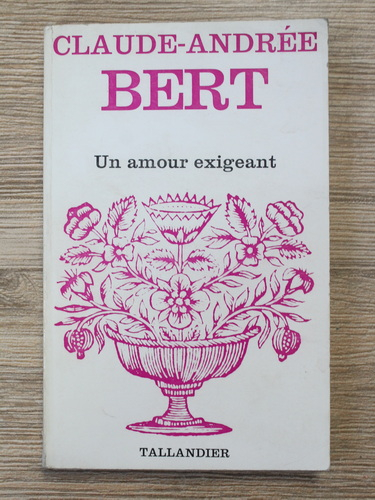 CLAUDE-ANDRÉE
BERT
Un amour exigeant
TALLANDIER